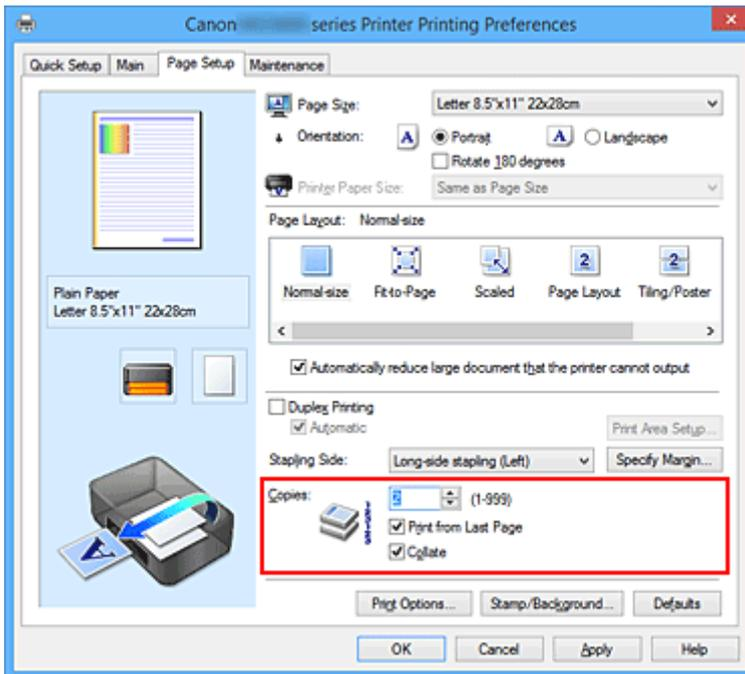 Canon series Printer Printing Preferences
Quick Setup Main Page Setup Maintenance
Page Size: Letter 8.5"x11" 22x28cm
Orientation: A Portrait A Landscape
Rotate 180 degrees
Printer Paper Size: Same as Page Size
Page Layout: Normal-size
2 2
Normal-size Fit-to-Page Scaled Page Layout Tiling/Poster
Plain Paper
Letter 8.5"x11" 22x28cm
Automatically reduce large document that the printer cannot output
Duplex Printing
Automatic Print Area Setup...
Stapling Side: Long-side stapling (Left) Specify Margin...
Copies: 2 (1-999)
Print from Last Page
Collate
A
Print Options... Stamp/Background... Defaults
OK Cancel Apply Help